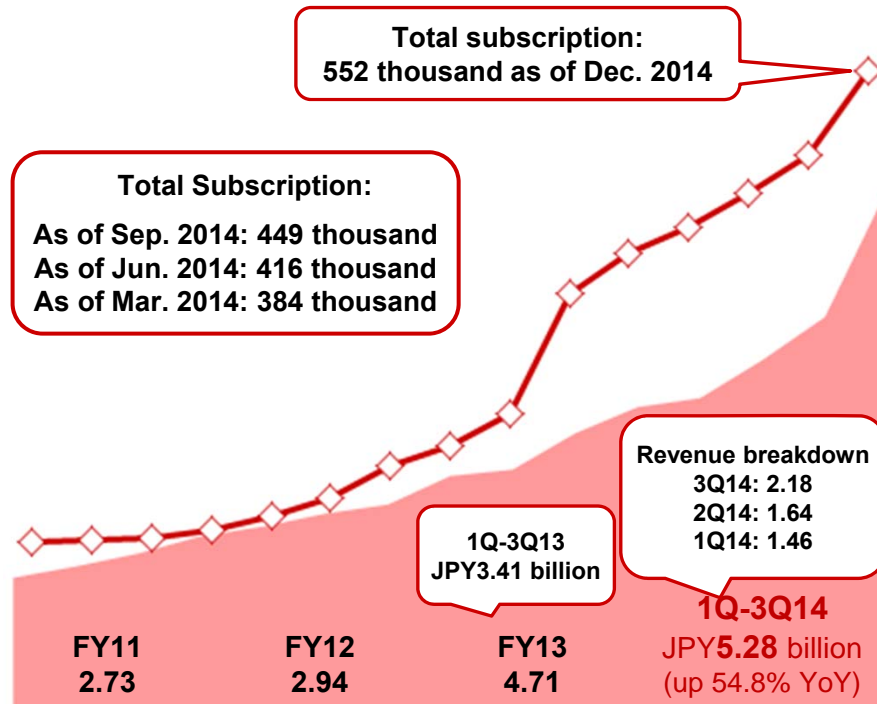 Total subscription:
552 thousand as of Dec. 2014
Total Subscription:
As of Sep. 2014: 449 thousand
As of Jun. 2014: 416 thousand
As of Mar. 2014: 384 thousand
Revenue breakdown
3Q14: 2.18
2Q14: 1.64
1Q14: 1.46
1Q-3Q13
JPY3.41 billion
FY11
2.73
FY12
2.94
FY13
4.71
1Q-3Q14
JPY5.28 billion
(up 54.8% YoY)